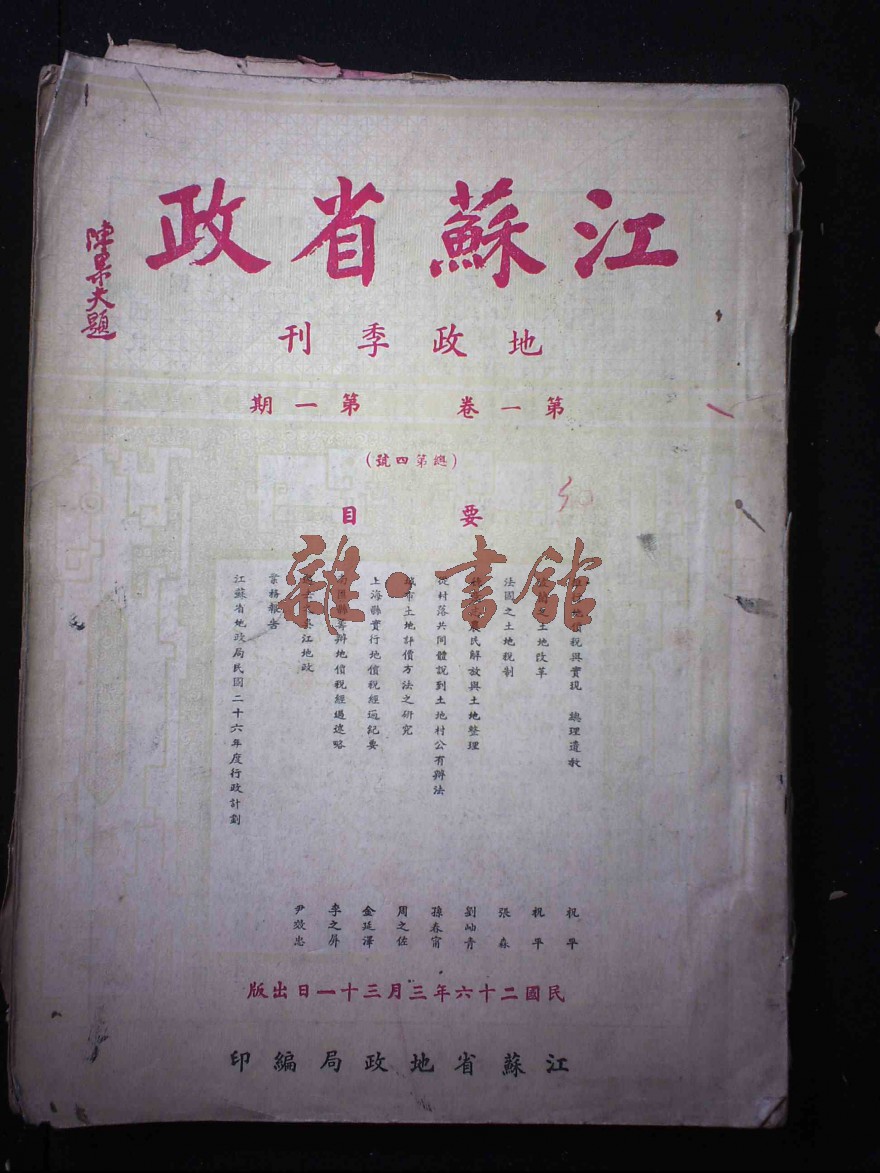 江蘇省政
陳果夫題
地政季刊
第一卷 第一期
(總第四號)
要目
地價稅與實現 總理遺教 祝平
土地改革 祝平
法國之土地稅制 張森
農民解放與土地整理 劉岫青
從村落共同體說到土地村公有辦法 孫春甯
市土地評價方法之研究 周之佐
上海縣實行地價稅經過紀要 金延澤
縣籌辦地價稅經過述略 李之屏
江地政 尹效忠
業務報告
江蘇省地政局民國二十六年度行政計劃
民國二十六年三月三十一日出版
江蘇省地政局編印
雜·書館